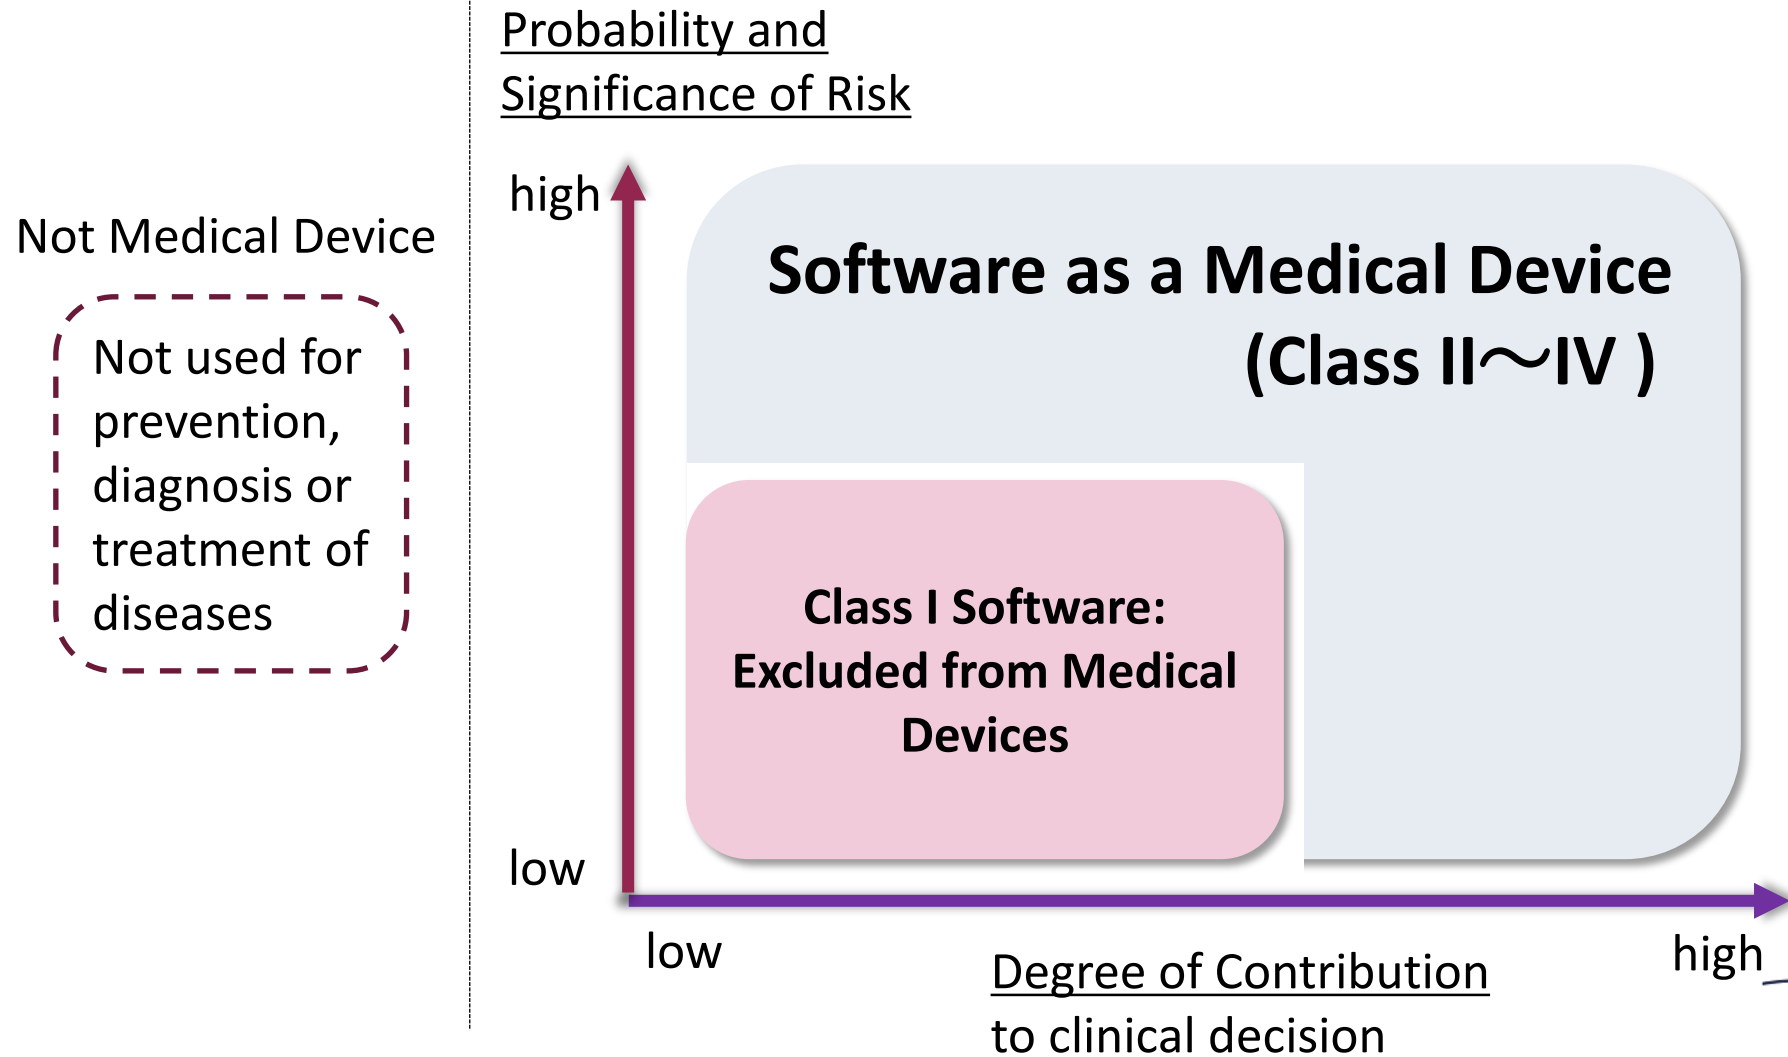 Not Medical Device
Not used for
prevention,
diagnosis or
treatment of
diseases
Probability and
Significance of Risk
high
Software as a Medical Device
(Class II～IV )
Class I Software:
Excluded from Medical
Devices
low
low
high
Degree of Contribution
to clinical decision